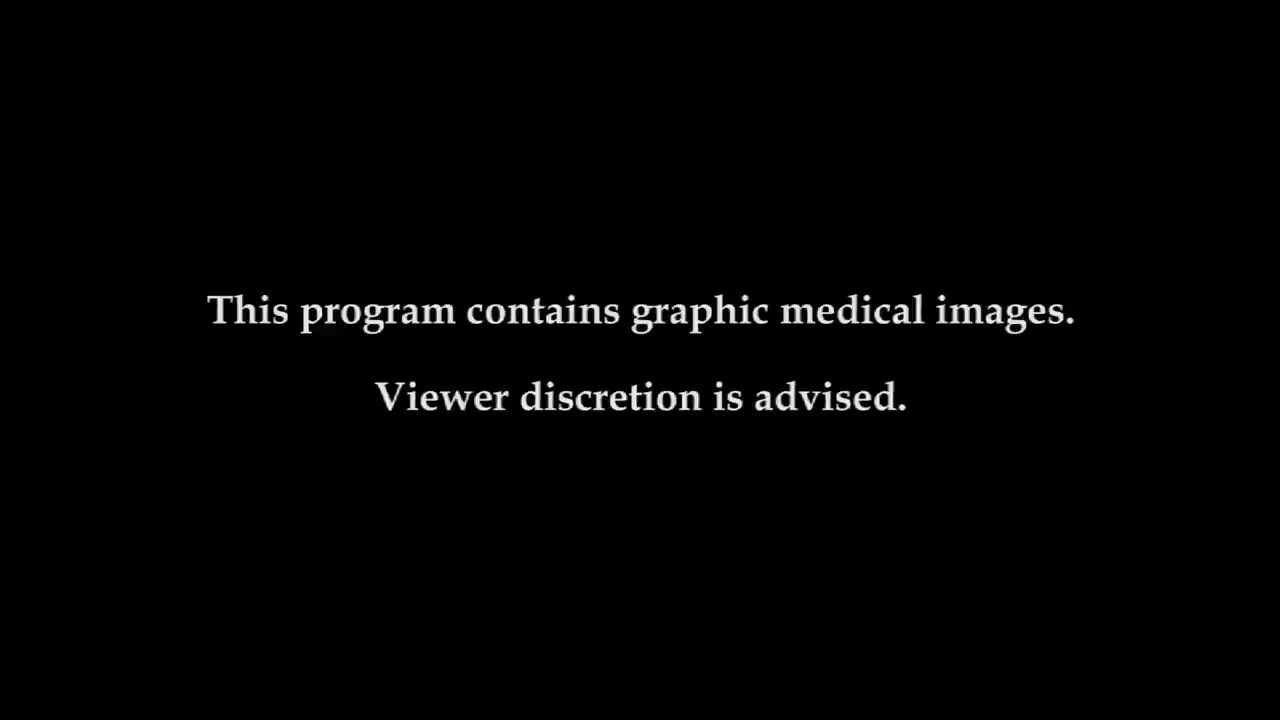 This program contains graphic medical images.
Viewer discretion is advised.